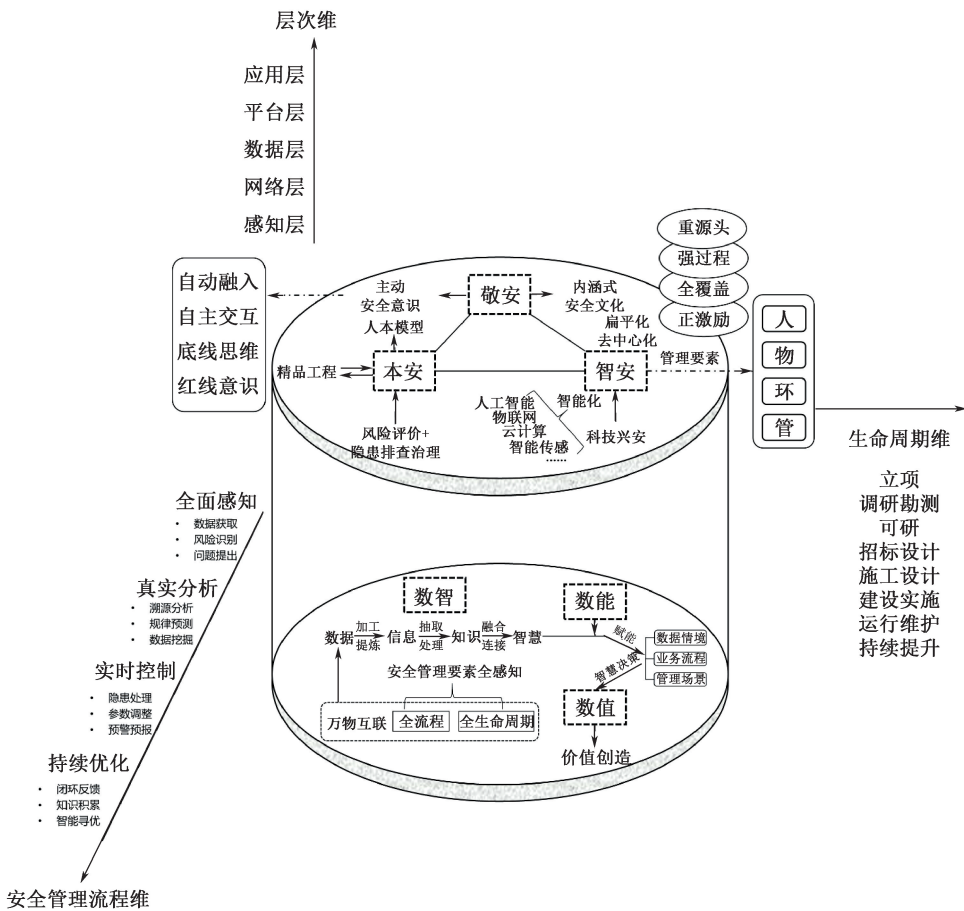 层次维
应用层
平台层
数据层
网络层
感知层
自动融入
自主交互
底线思维
红线意识
主动
安全意识
敬安
内涵式
安全文化
人本模型
扁平化
去中心化
重源头
强过程
全覆盖
正激励
精品工程
本安
智安
管理要素
人
物
环
管
风险评价+
隐患排查治理
人工智能
物联网
云计算
智能传感
……
智能化
科技兴安
生命周期维
立项
调研勘测
可研
招标设计
施工设计
建设实施
运行维护
持续提升
全面感知
• 数据获取
• 风险识别
• 问题提出
真实分析
• 溯源分析
• 规律预测
• 数据挖掘
实时控制
• 隐患处理
• 参数调整
• 预警预报
持续优化
• 闭环反馈
• 知识积累
• 智能寻优
安全管理流程维
数智
数能
数据
加工
提炼
信息
抽取
处理
知识
融合
连接
智慧
赋能
数据情境
业务流程
管理场景
智慧决策
安全管理要素全感知
万物互联
全流程
全生命周期
数值
价值创造